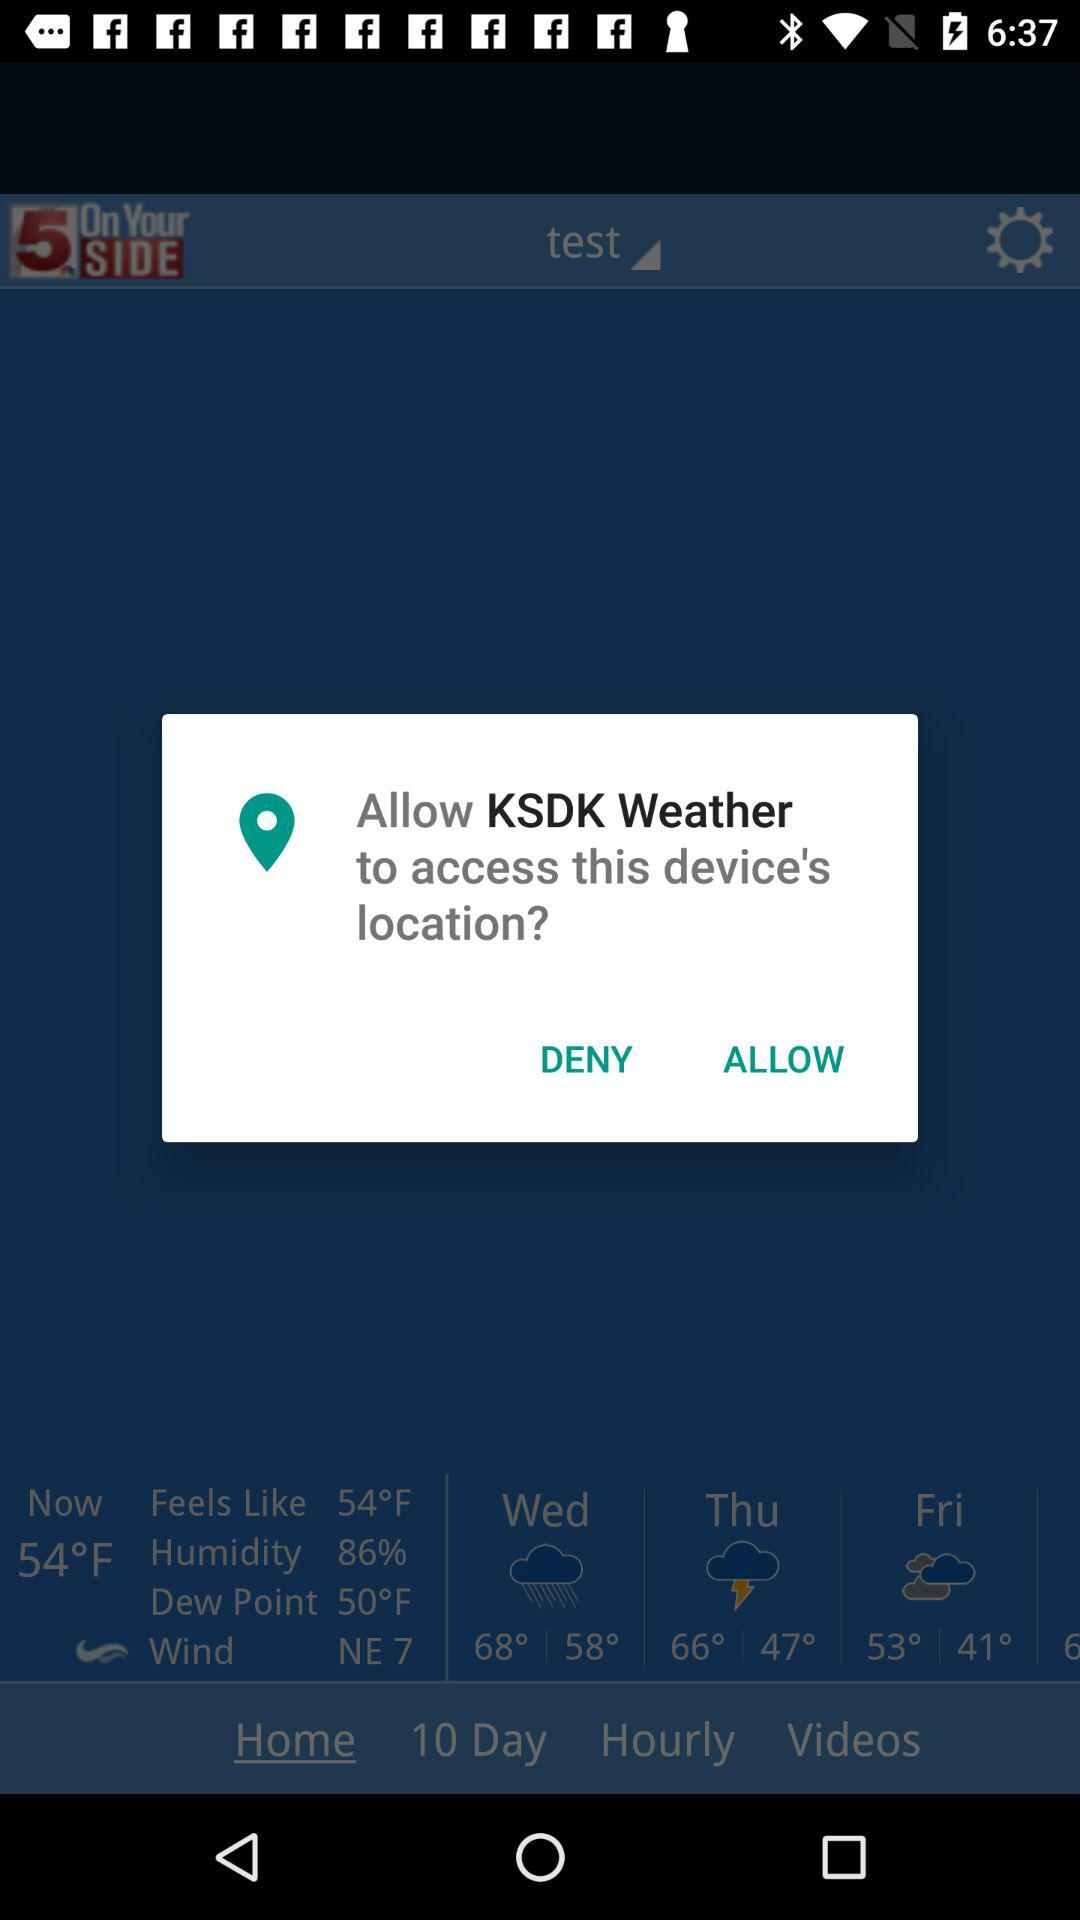 6:37
5 On Your
SIDE
test
Allow KSDK Weather
to access this device's
location?
DENY ALLOW
Now Feels Like 54°F
54°F Humidity 86%
Dew Point 50°F
Wind NE 7
Wed Thu Fri
68° 58° 66° 47° 53° 41° 6
Home 10 Day Hourly Videos